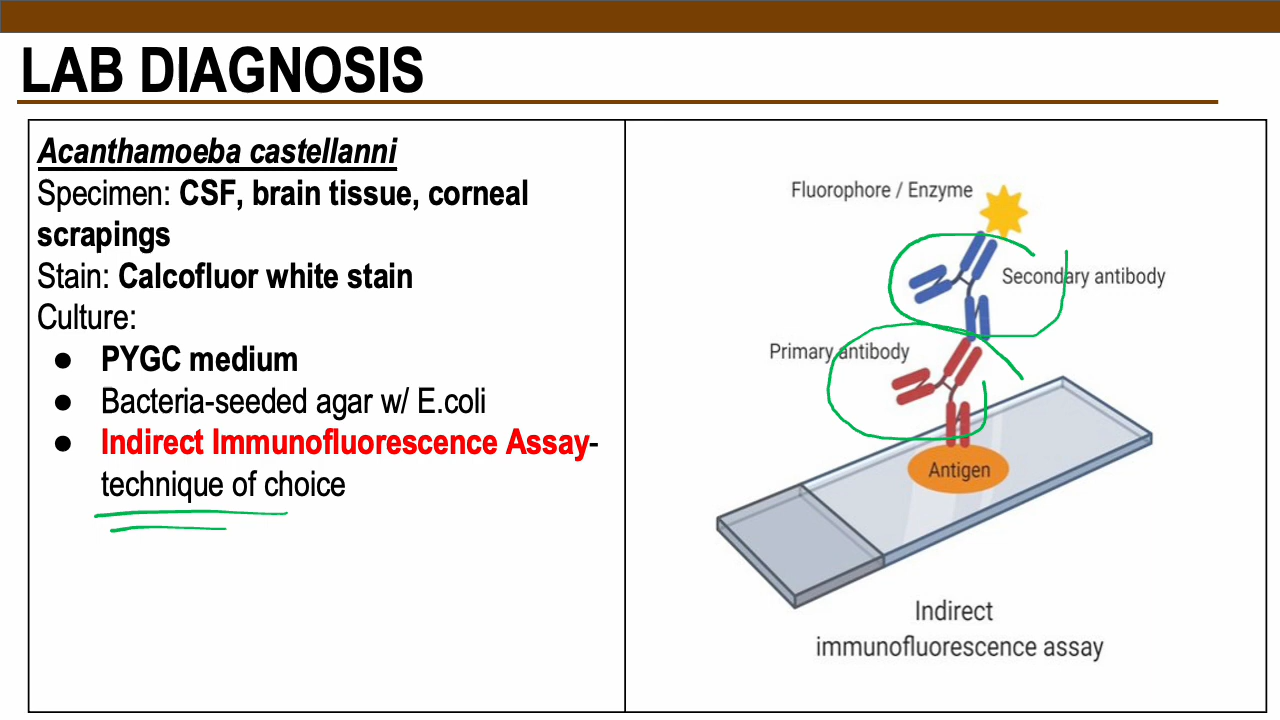 LAB DIAGNOSIS
Acanthamoeba castellanni
Specimen: CSF, brain tissue, corneal
scrapings
Stain: Calcofluor white stain
Culture:
● PYGC medium
● Bacteria-seeded agar w/ E.coli
● Indirect Immunofluorescence Assay-
technique of choice
Fluorophore / Enzyme
Secondary antibody
Primary antibody
Antigen
Indirect
immunofluorescence assay